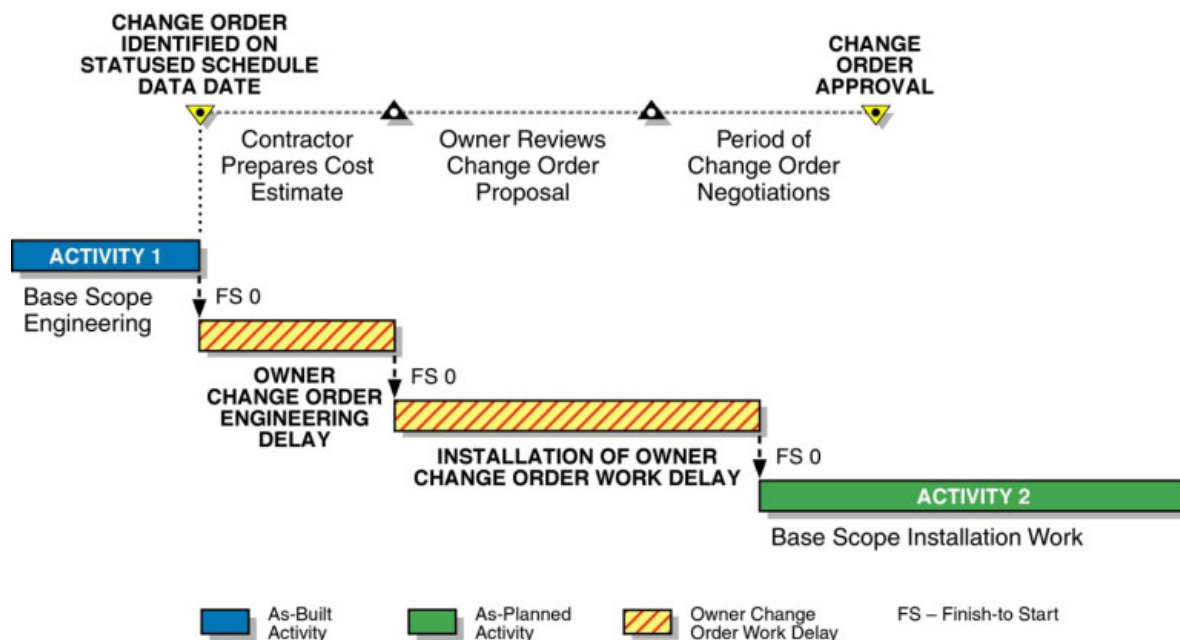 CHANGE ORDER
IDENTIFIED ON
STATUSED SCHEDULE
DATA DATE
CHANGE
ORDER
APPROVAL
Contractor
Prepares Cost
Estimate
Owner Reviews
Change Order
Proposal
Period of
Change Order
Negotiations
ACTIVITY 1
Base Scope
Engineering
FS 0
OWNER
CHANGE ORDER
ENGINEERING
DELAY
FS 0
INSTALLATION OF OWNER
CHANGE ORDER WORK DELAY
FS 0
ACTIVITY 2
Base Scope Installation Work
As-Built
Activity
As-Planned
Activity
Owner Change
Order Work Delay
FS – Finish-to Start